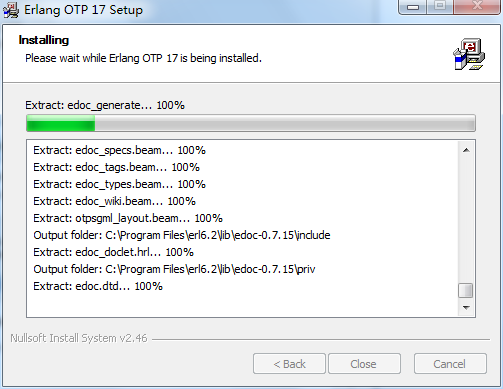 Erlang OTP 17 Setup
Installing
Please wait while Erlang OTP 17 is being installed.
Extract: edoc_generate... 100%
Extract: edoc_specs.beam... 100%
Extract: edoc_tags.beam... 100%
Extract: edoc_types.beam... 100%
Extract: edoc_wiki.beam... 100%
Extract: otpsgml_layout.beam... 100%
Output folder: C:\Program Files\erl6.2\lib\edoc-0.7.15\include
Extract: edoc_doclet.hrl... 100%
Output folder: C:\Program Files\erl6.2\lib\edoc-0.7.15\priv
Extract: edoc.dtd... 100%
Nullsoft Install System v2.46
< Back
Close
Cancel